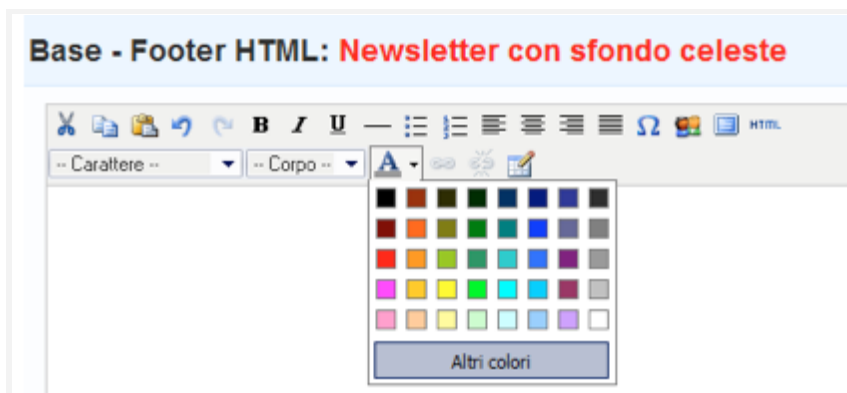 Base - Footer HTML: Newsletter con sfondo celeste
B I U Ω HTML
-- Carattere -- -- Corpo -- A
Altri colori